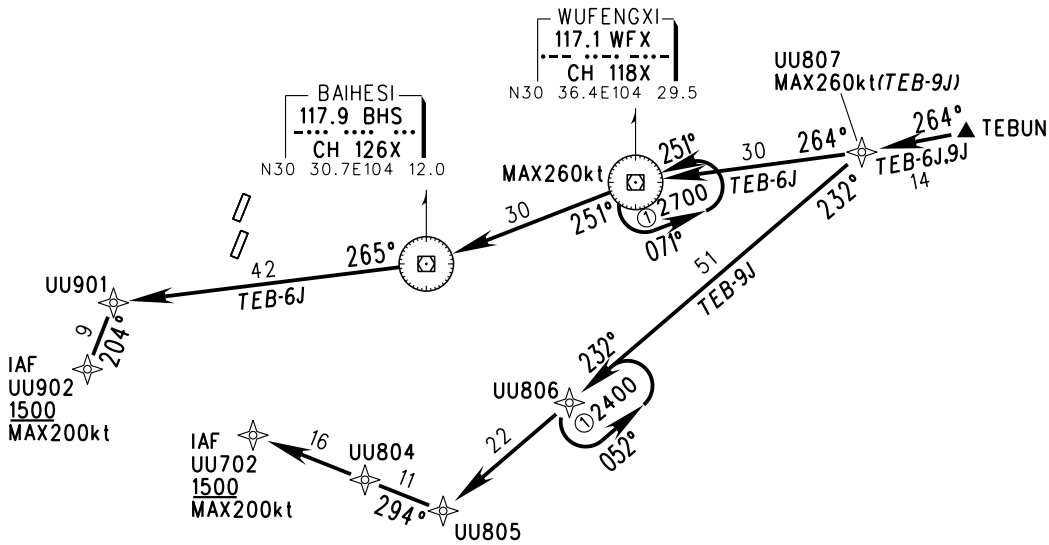 WUFENGXI
117.1 WFX
CH 118X
N30 36.4E104 29.5
BAIHESI
117.9 BHS
CH 126X
N30 30.7E104 12.0
UU807
MAX260kt(TEB-9J)
264°
TEBUN
TEB-6J,9J
14
264°
30
TEB-6J
232°
MAX260kt
251°
① 2700
071°
251°
30
51
TEB-9J
265°
42
TEB-6J
UU901
9
204°
IAF
UU902
1500
MAX200kt
232°
UU806
① 2400
052°
22
IAF
UU702
1500
MAX200kt
16
UU804
11
294°
UU805